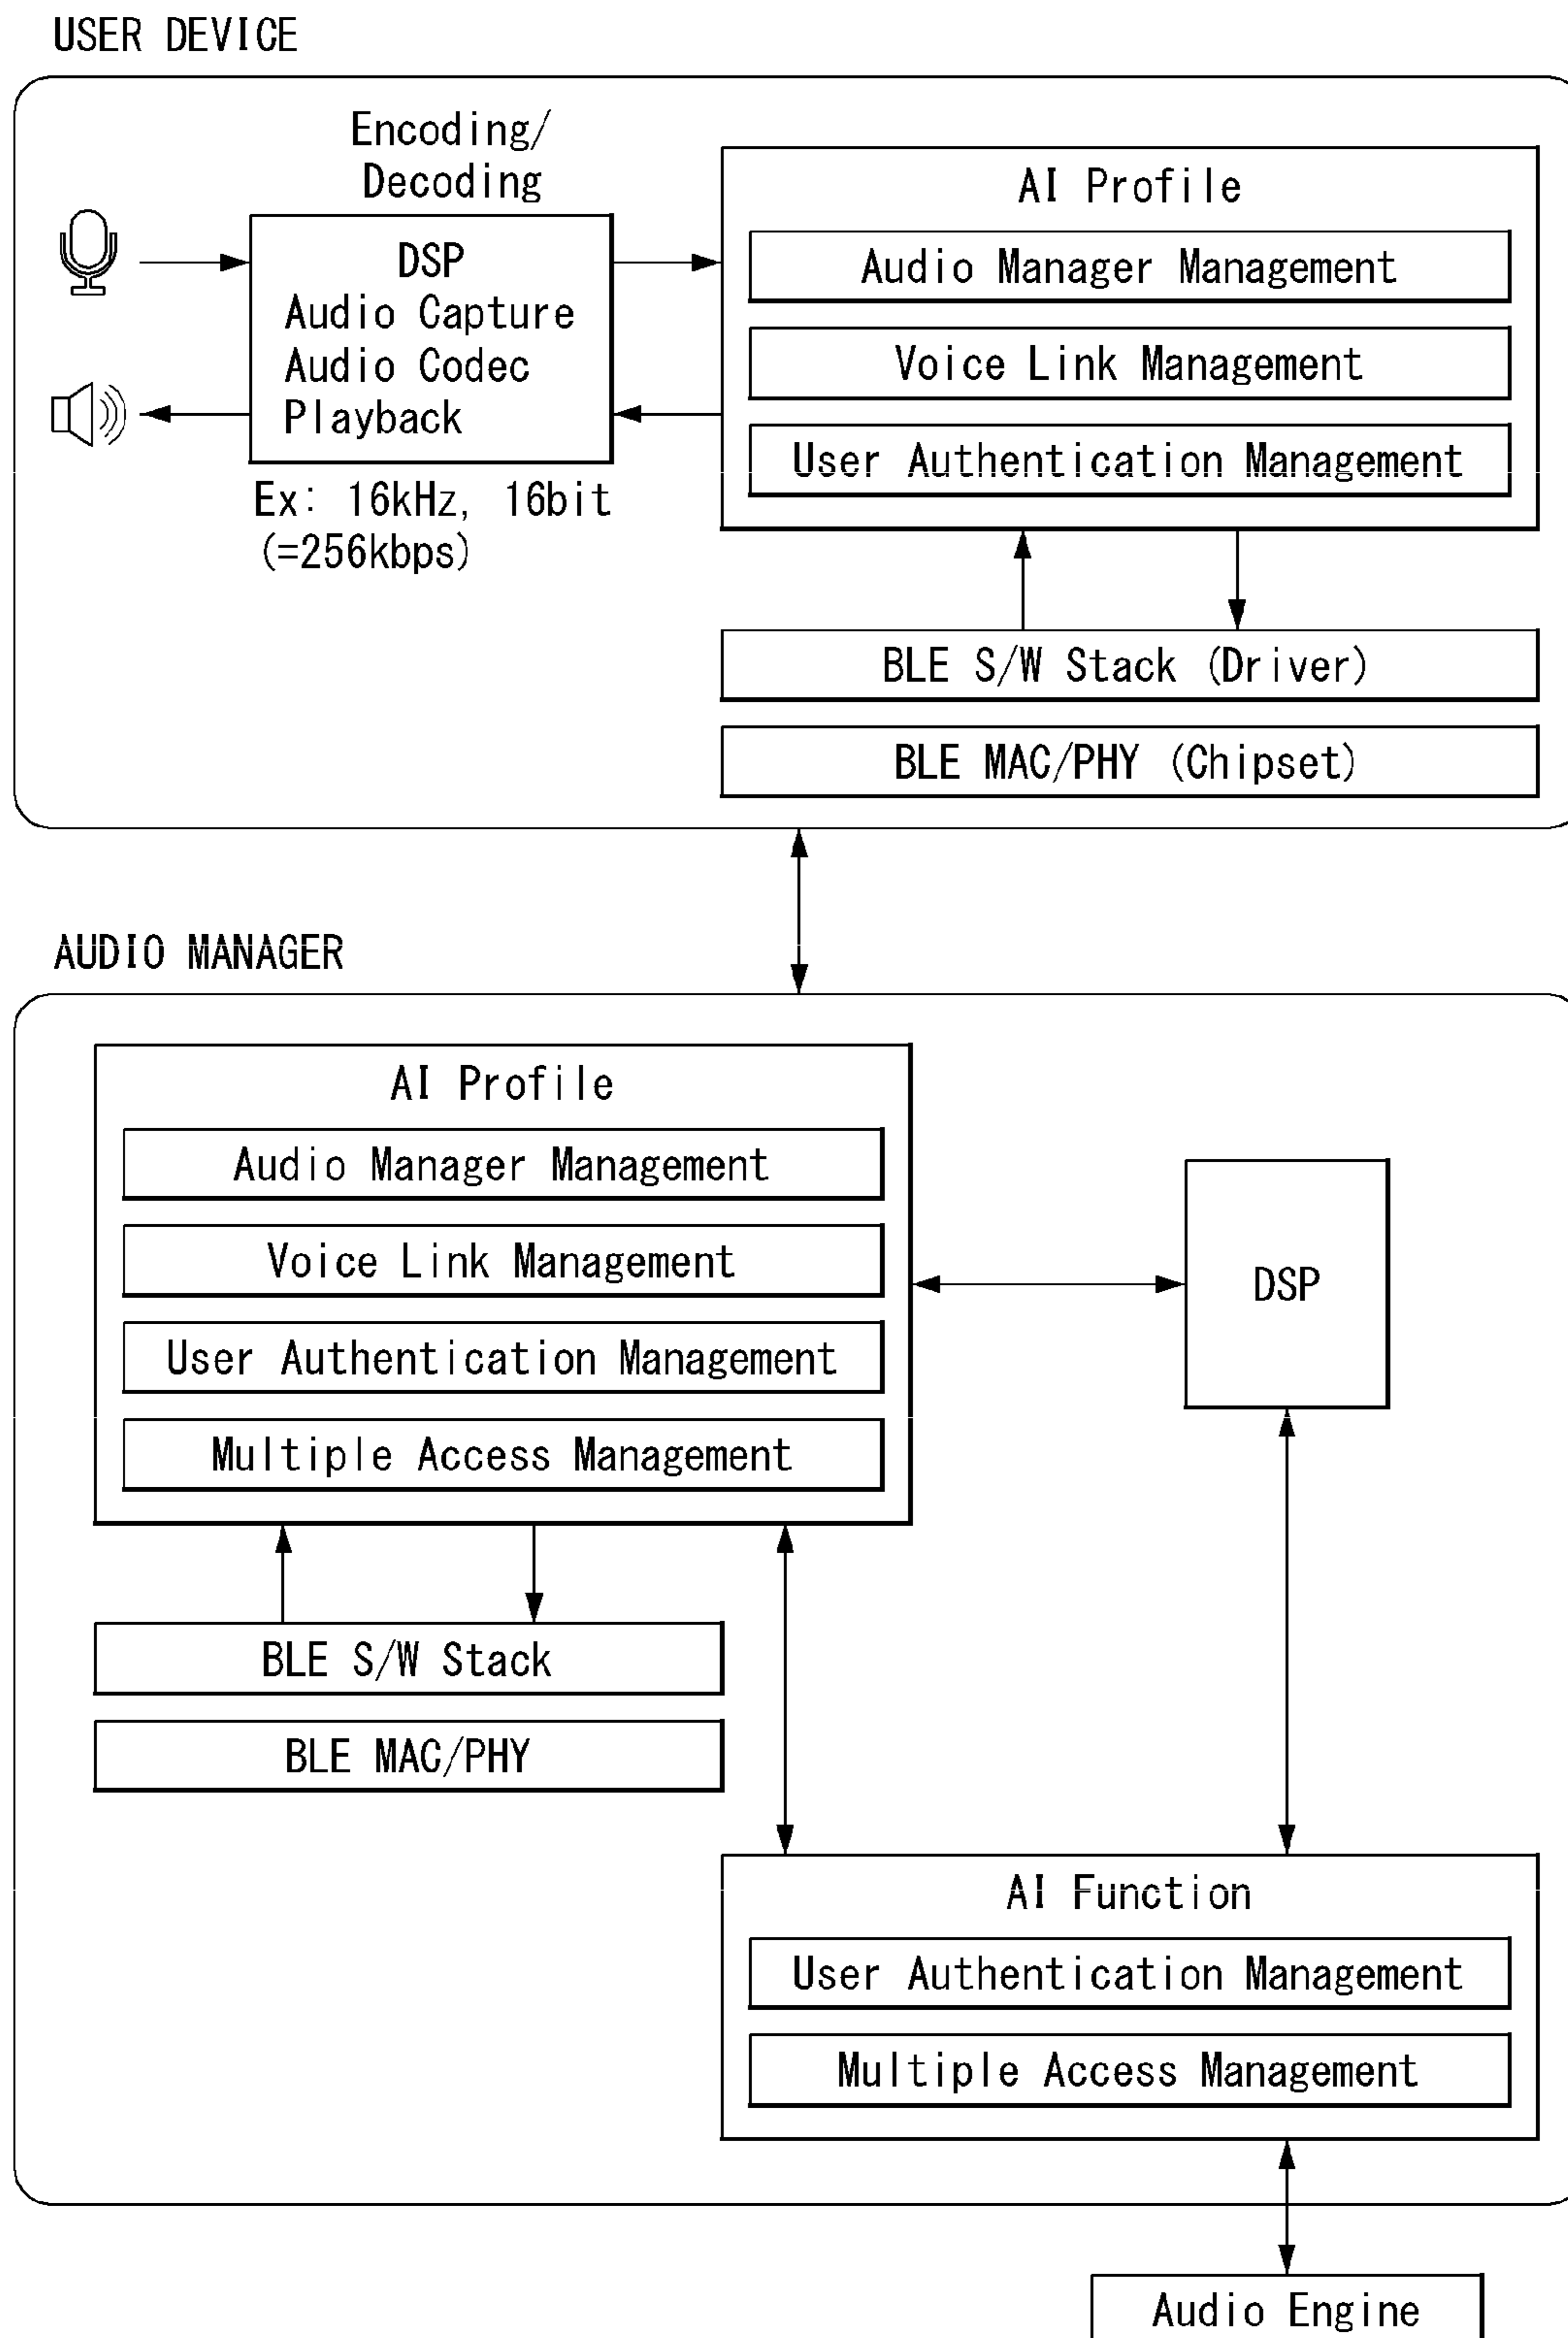 USER DEVICE
Encoding/
Decoding
DSP
Audio Capture
Audio Codec
Playback
Ex: 16kHz, 16bit
(=256kbps)
AI Profile
Audio Manager Management
Voice Link Management
User Authentication Management
BLE S/W Stack (Driver)
BLE MAC/PHY (Chipset)
AUDIO MANAGER
AI Profile
Audio Manager Management
Voice Link Management
User Authentication Management
Multiple Access Management
DSP
BLE S/W Stack
BLE MAC/PHY
AI Function
User Authentication Management
Multiple Access Management
Audio Engine